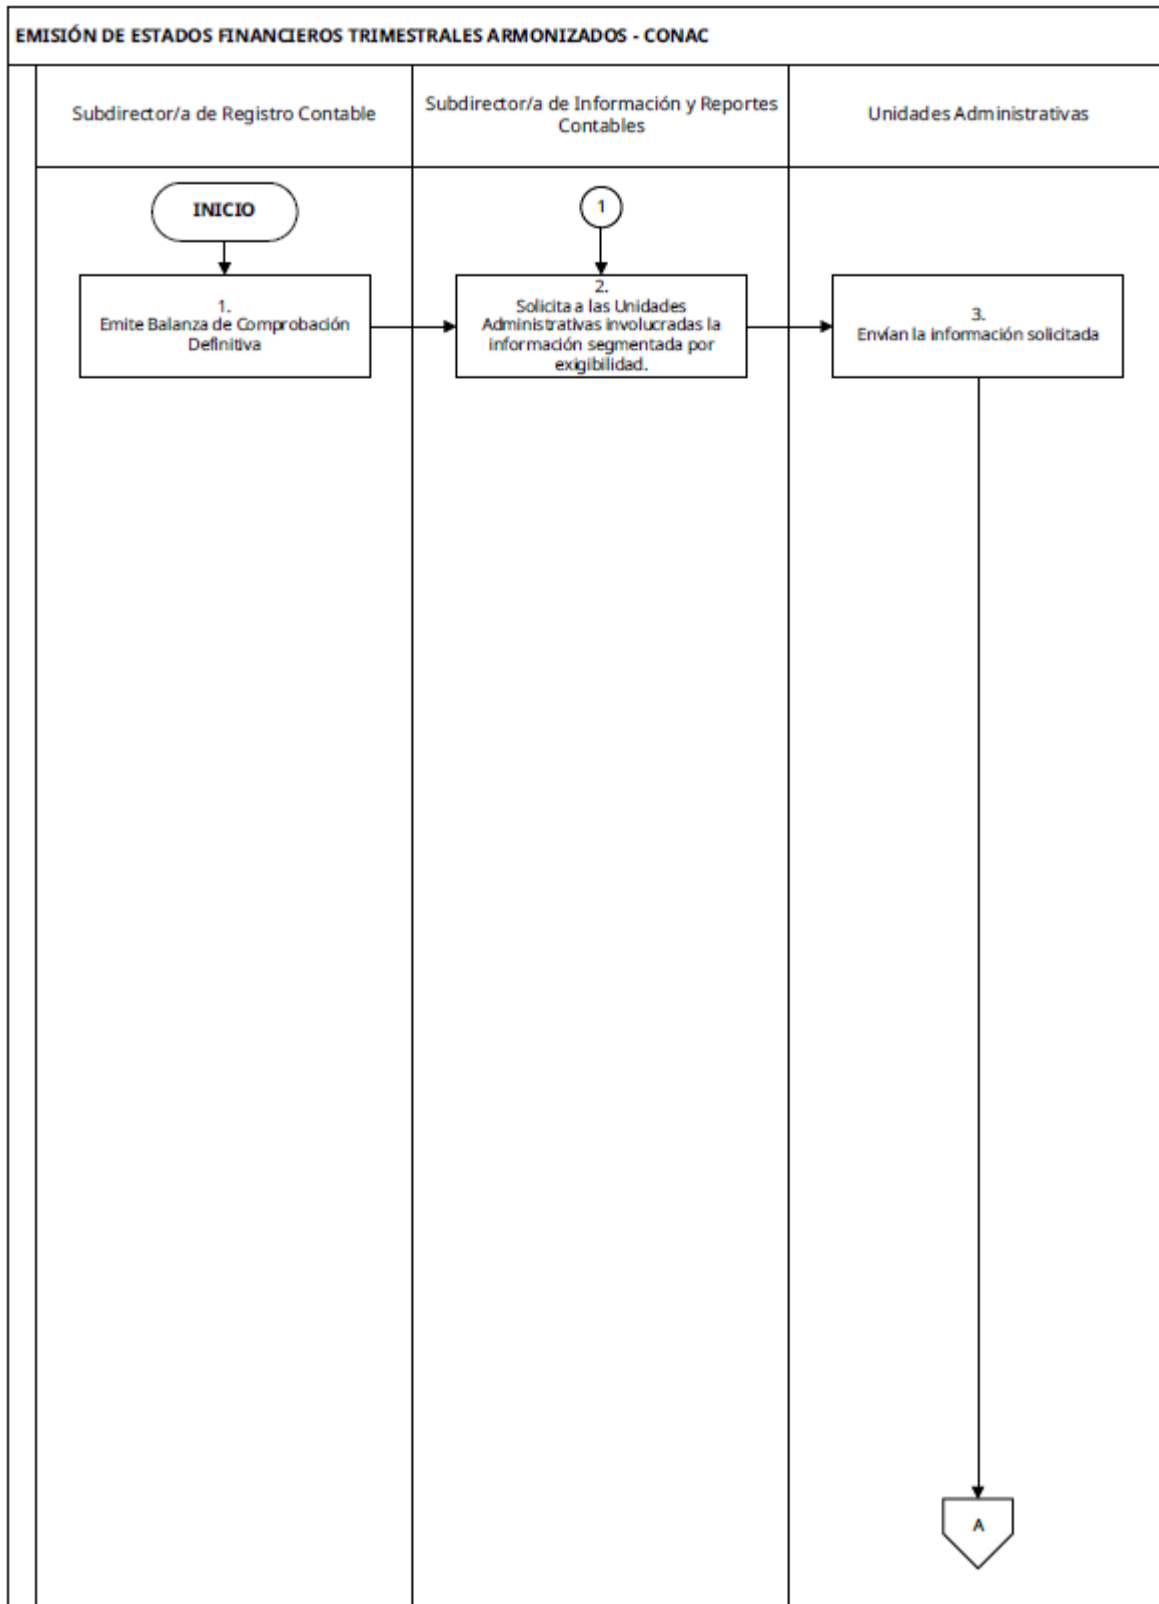 EMISIÓN DE ESTADOS FINANCIEROS TRIMESTRALES ARMONIZADOS - CONAC
Subdirector/a de Registro Contable
Subdirector/a de Información y Reportes
Contables
Unidades Administrativas
INICIO
1
1.
Emite Balanza de Comprobación
Definitiva
2.
Solicita a las Unidades
Administrativas involucradas la
información segmentada por
exigibilidad.
3.
Envían la información solicitada
A